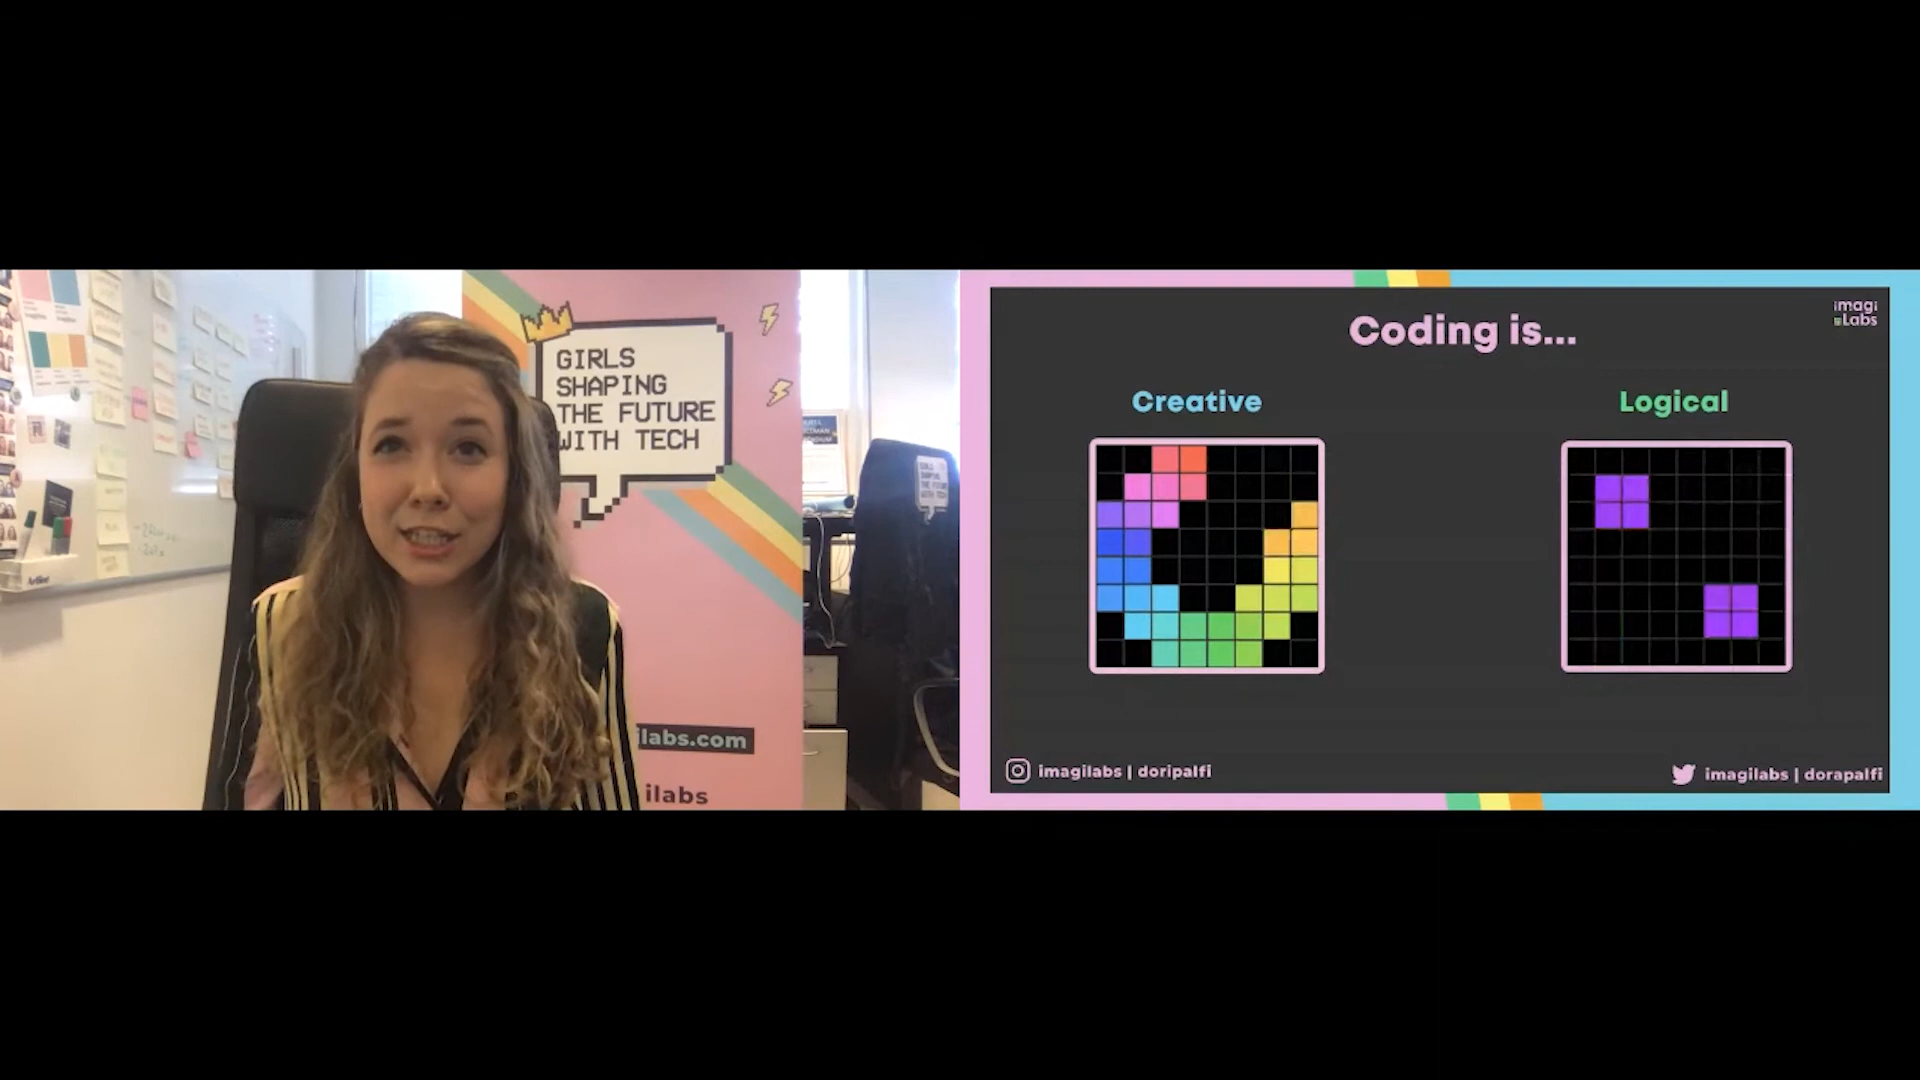 GIRLS
SHAPING
THE FUTURE
WITH TECH
ilabs.com
ilabs
Coding is...
imagi
Labs
Creative
Logical
imagilabs | doripalfi
imagilabs | dorapalfi